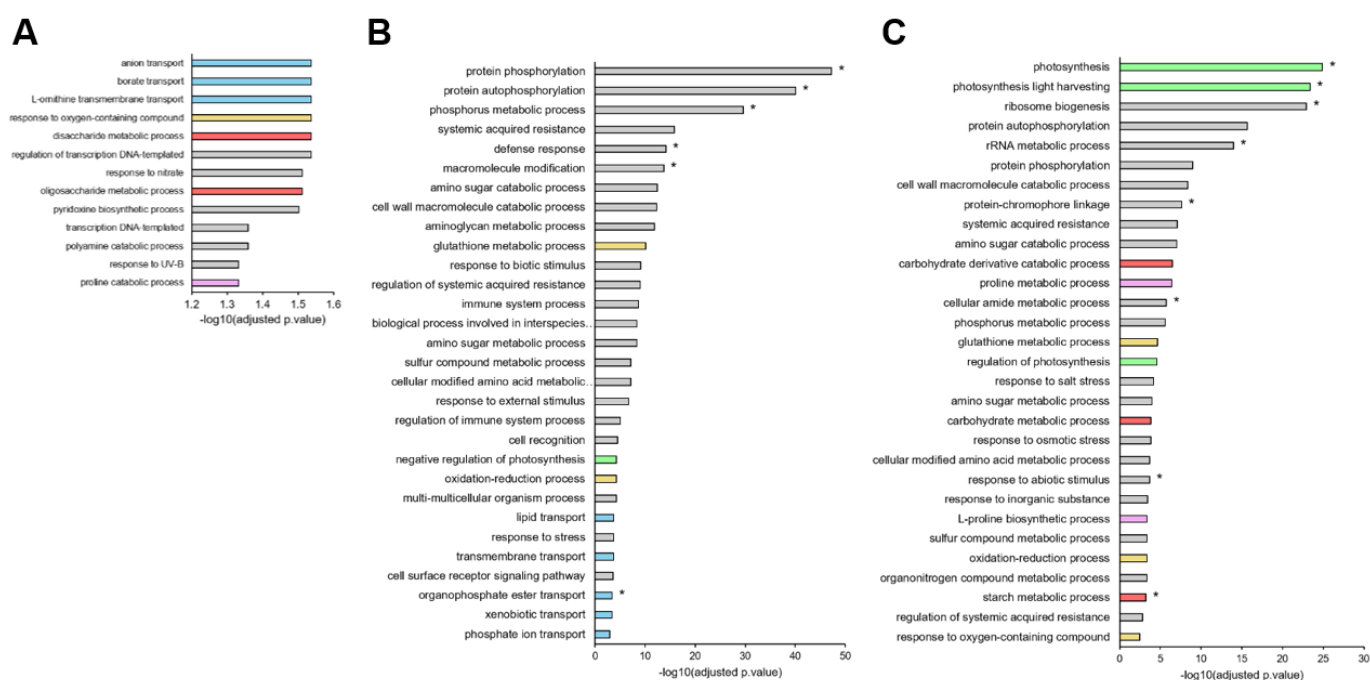 A
anion transport
borate transport
L-ornithine transmembrane transport
response to oxygen-containing compound
disaccharide metabolic process
regulation of transcription DNA-templated
response to nitrate
oligosaccharide metabolic process
pyridoxine biosynthetic process
transcription DNA-templated
polyamine catabolic process
response to UV-B
proline catabolic process
1.2 1.3 1.4 1.5 1.6
-log10(adjusted p.value)
B
protein phosphorylation *
protein autophosphorylation *
phosphorus metabolic process *
systemic acquired resistance
defense response *
macromolecule modification *
amino sugar catabolic process
cell wall macromolecule catabolic process
aminoglycan metabolic process
glutathione metabolic process
response to biotic stimulus
regulation of systemic acquired resistance
immune system process
biological process involved in interspecies..
amino sugar metabolic process
sulfur compound metabolic process
cellular modified amino acid metabolic..
response to external stimulus
regulation of immune system process
cell recognition
negative regulation of photosynthesis
oxidation-reduction process
multi-multicellular organism process
lipid transport
response to stress
transmembrane transport
cell surface receptor signaling pathway
organophosphate ester transport *
xenobiotic transport
phosphate ion transport
0 10 20 30 40 50
-log10(adjusted p.value)
C
photosynthesis *
photosynthesis light harvesting *
ribosome biogenesis *
protein autophosphorylation
rRNA metabolic process *
protein phosphorylation
cell wall macromolecule catabolic process
protein-chromophore linkage *
systemic acquired resistance
amino sugar catabolic process
carbohydrate derivative catabolic process
proline metabolic process
cellular amide metabolic process *
phosphorus metabolic process
glutathione metabolic process
regulation of photosynthesis
response to salt stress
amino sugar metabolic process
carbohydrate metabolic process
response to osmotic stress
cellular modified amino acid metabolic process
response to abiotic stimulus *
response to inorganic substance
L-proline biosynthetic process
sulfur compound metabolic process
oxidation-reduction process
organonitrogen compound metabolic process
starch metabolic process *
regulation of systemic acquired resistance
response to oxygen-containing compound
0 5 10 15 20 25 30
-log10(adjusted p.value)